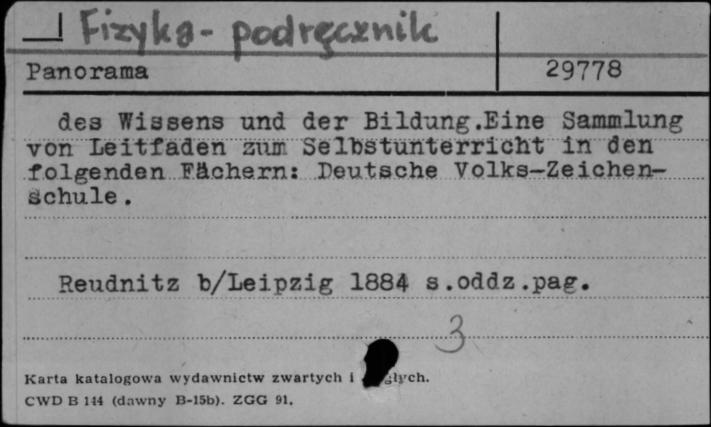 Fizyka - podręcznik
Panorama 29778
des Wissens und der Bildung.Eine Sammlung
von Leitfäden zum Selbstunterricht in den
folgenden Fächern: Deutsche Volks-Zeichen-
schule.
Reudnitz b/Leipzig 1884 s.oddz.pag.
3
Karta katalogowa wydawnictw zwartych i
CWD B 144 (dawny B-15b). ZGG 91.